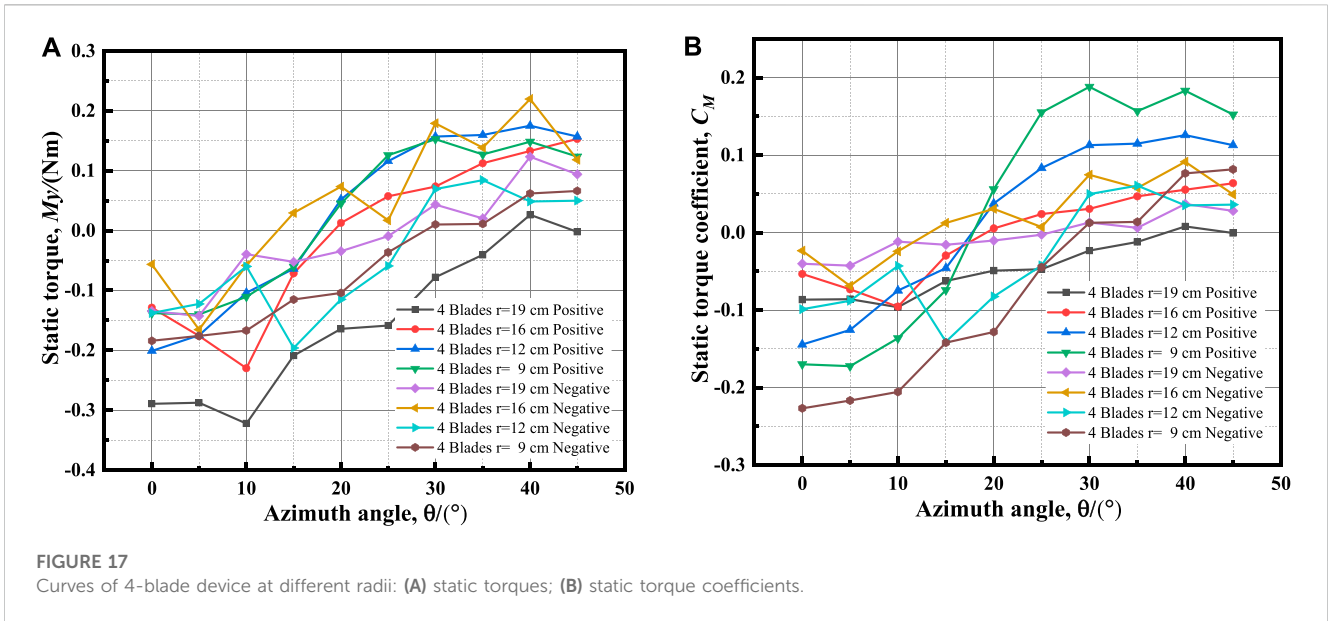 A
Static torque, My/(Nm)
0.3
0.2
0.1
0.0
-0.1
-0.2
-0.3
-0.4
4 Blades r=19 cm Positive
4 Blades r=16 cm Positive
4 Blades r=12 cm Positive
4 Blades r= 9 cm Positive
4 Blades r=19 cm Negative
4 Blades r=16 cm Negative
4 Blades r=12 cm Negative
4 Blades r= 9 cm Negative
0 10 20 30 40 50
Azimuth angle, θ/(°)
B
Static torque coefficient, C_M
0.2
0.1
0.0
-0.1
-0.2
-0.3
4 Blades r=19 cm Positive
4 Blades r=16 cm Positive
4 Blades r=12 cm Positive
4 Blades r= 9 cm Positive
4 Blades r=19 cm Negative
4 Blades r=16 cm Negative
4 Blades r=12 cm Negative
4 Blades r= 9 cm Negative
0 10 20 30 40 50
Azimuth angle, θ/(°)
FIGURE 17
Curves of 4-blade device at different radii: (A) static torques; (B) static torque coefficients.